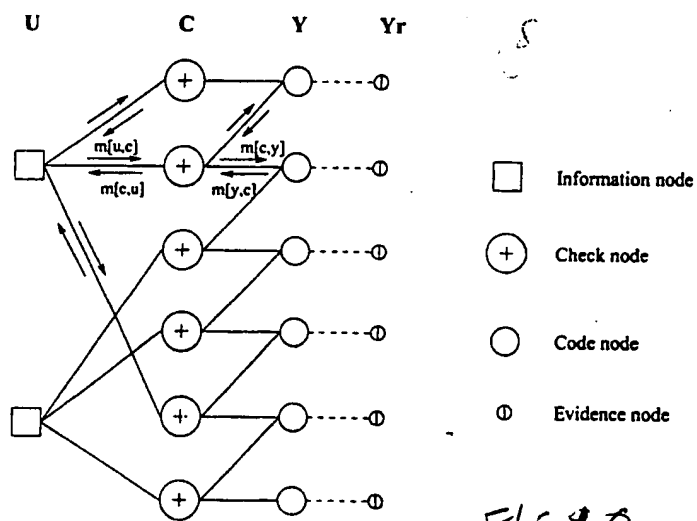 U C Y Yr
m[u,c] m[c,y]
m[c,u] m[y,c]
Information node
Check node
Code node
Evidence node